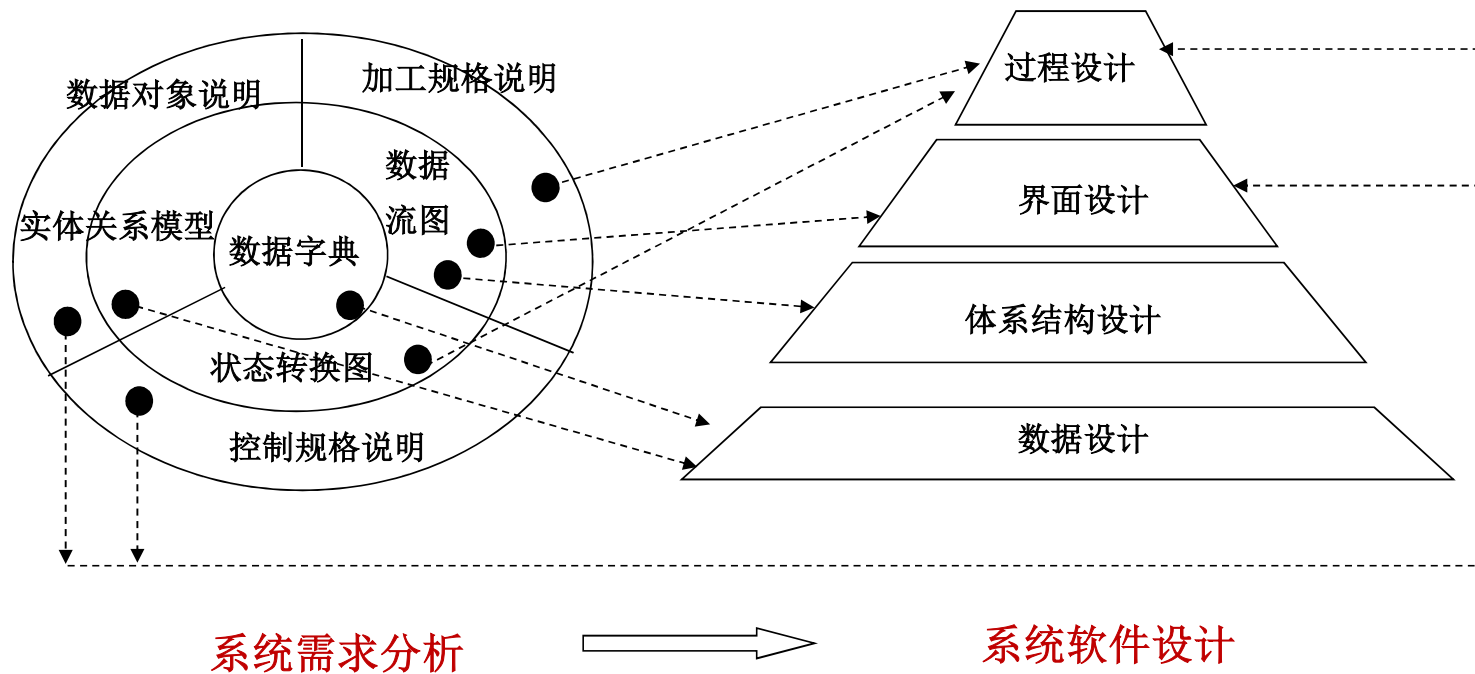 数据对象说明
加工规格说明
数据
流图
实体关系模型
数据字典
状态转换图
控制规格说明
过程设计
界面设计
体系结构设计
数据设计
系统需求分析
系统软件设计